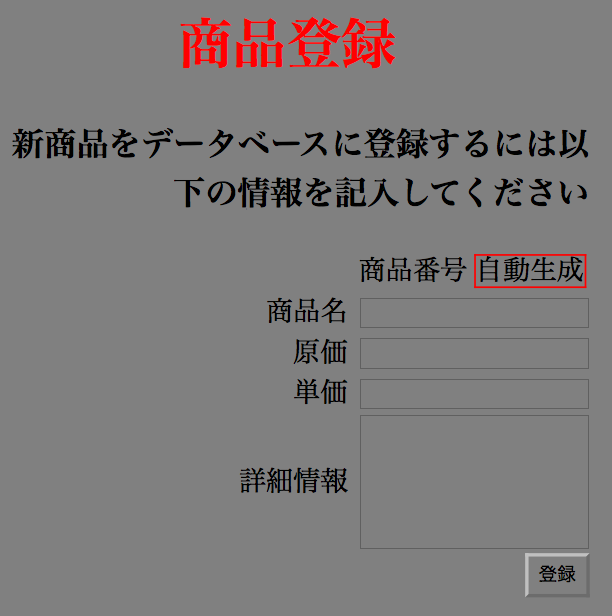 商品登録
新商品をデータベースに登録するには以
下の情報を記入してください
商品番号 自動生成
商品名
原価
単価
詳細情報
登録